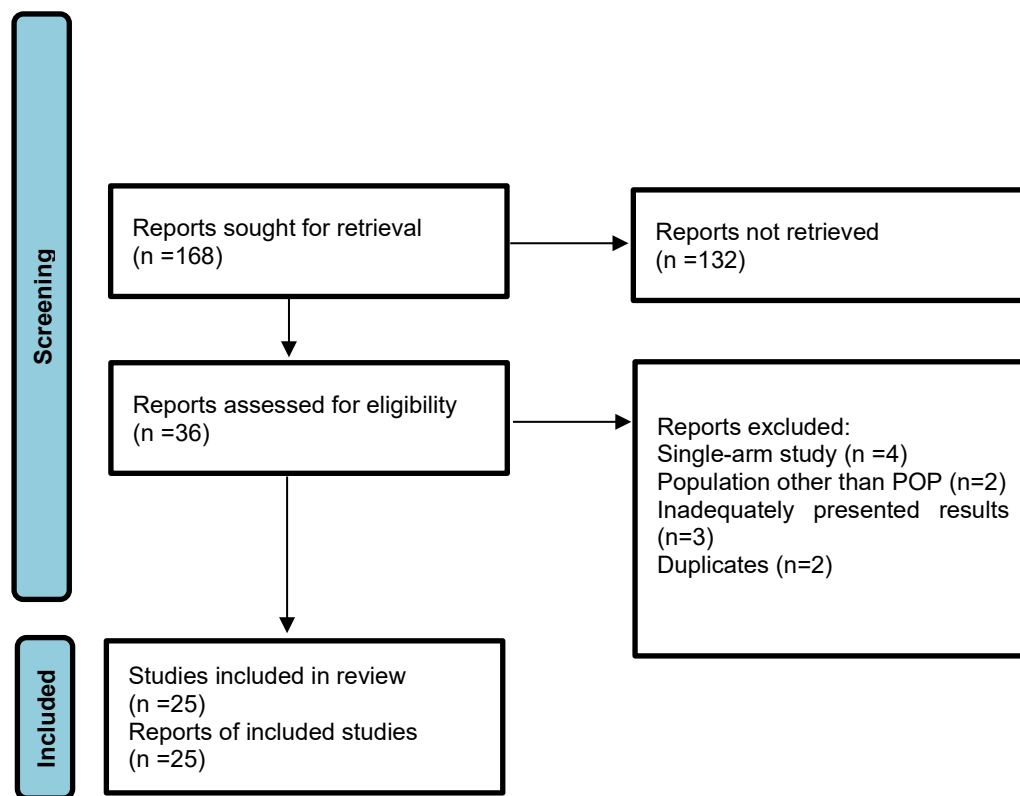 Screening
Reports sought for retrieval
(n =168)
Reports not retrieved
(n =132)
Reports assessed for eligibility
(n =36)
Reports excluded:
Single-arm study (n =4)
Population other than POP (n=2)
Inadequately presented results
(n=3)
Duplicates (n=2)
Included
Studies included in review
(n =25)
Reports of included studies
(n =25)